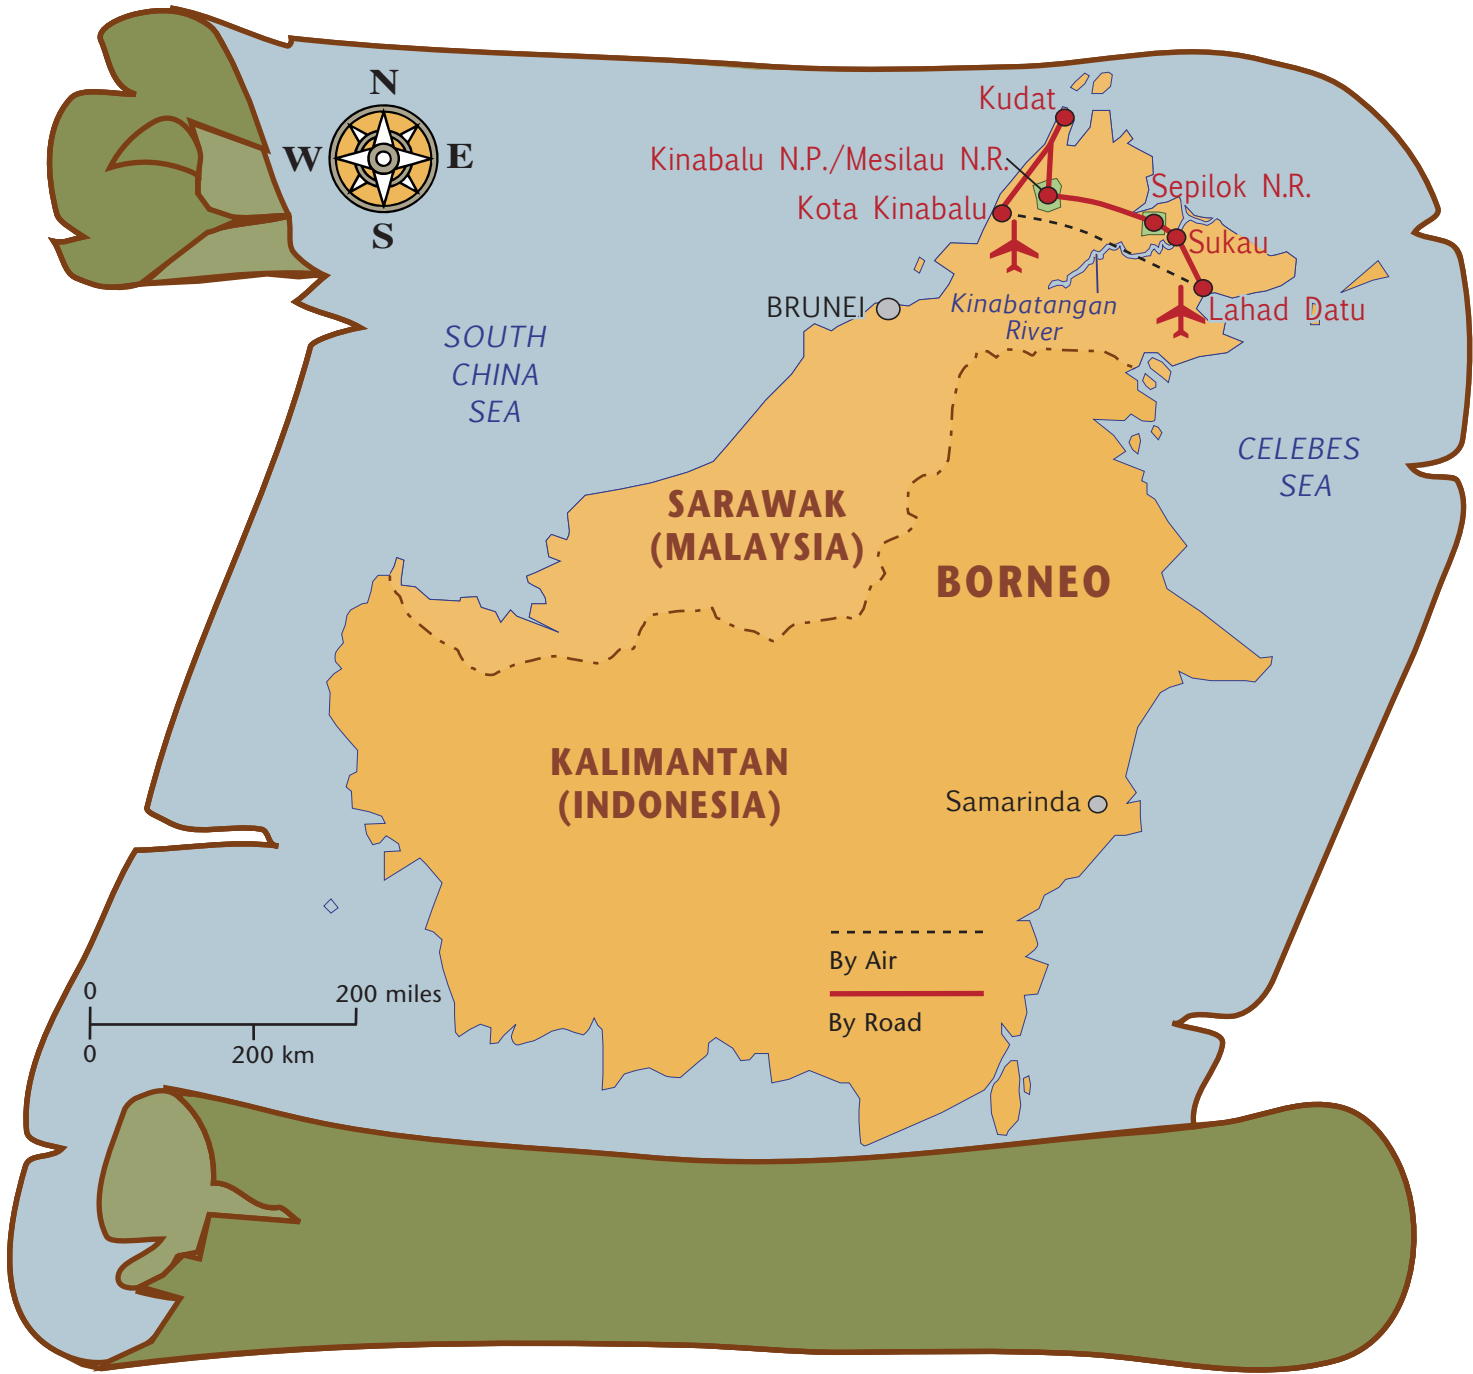 N
W
E
S
Kudat
Kinabalu N.P./Mesilau N.R.
Sepilok N.R.
Kota Kinabalu
Sukau
Kinabatangan
River
Lahad Datu
BRUNEI
SOUTH
CHINA
SEA
CELEBES
SEA
SARAWAK
(MALAYSIA)
BORNEO
KALIMANTAN
(INDONESIA)
Samarinda
By Air
By Road
0
200 miles
0
200 km